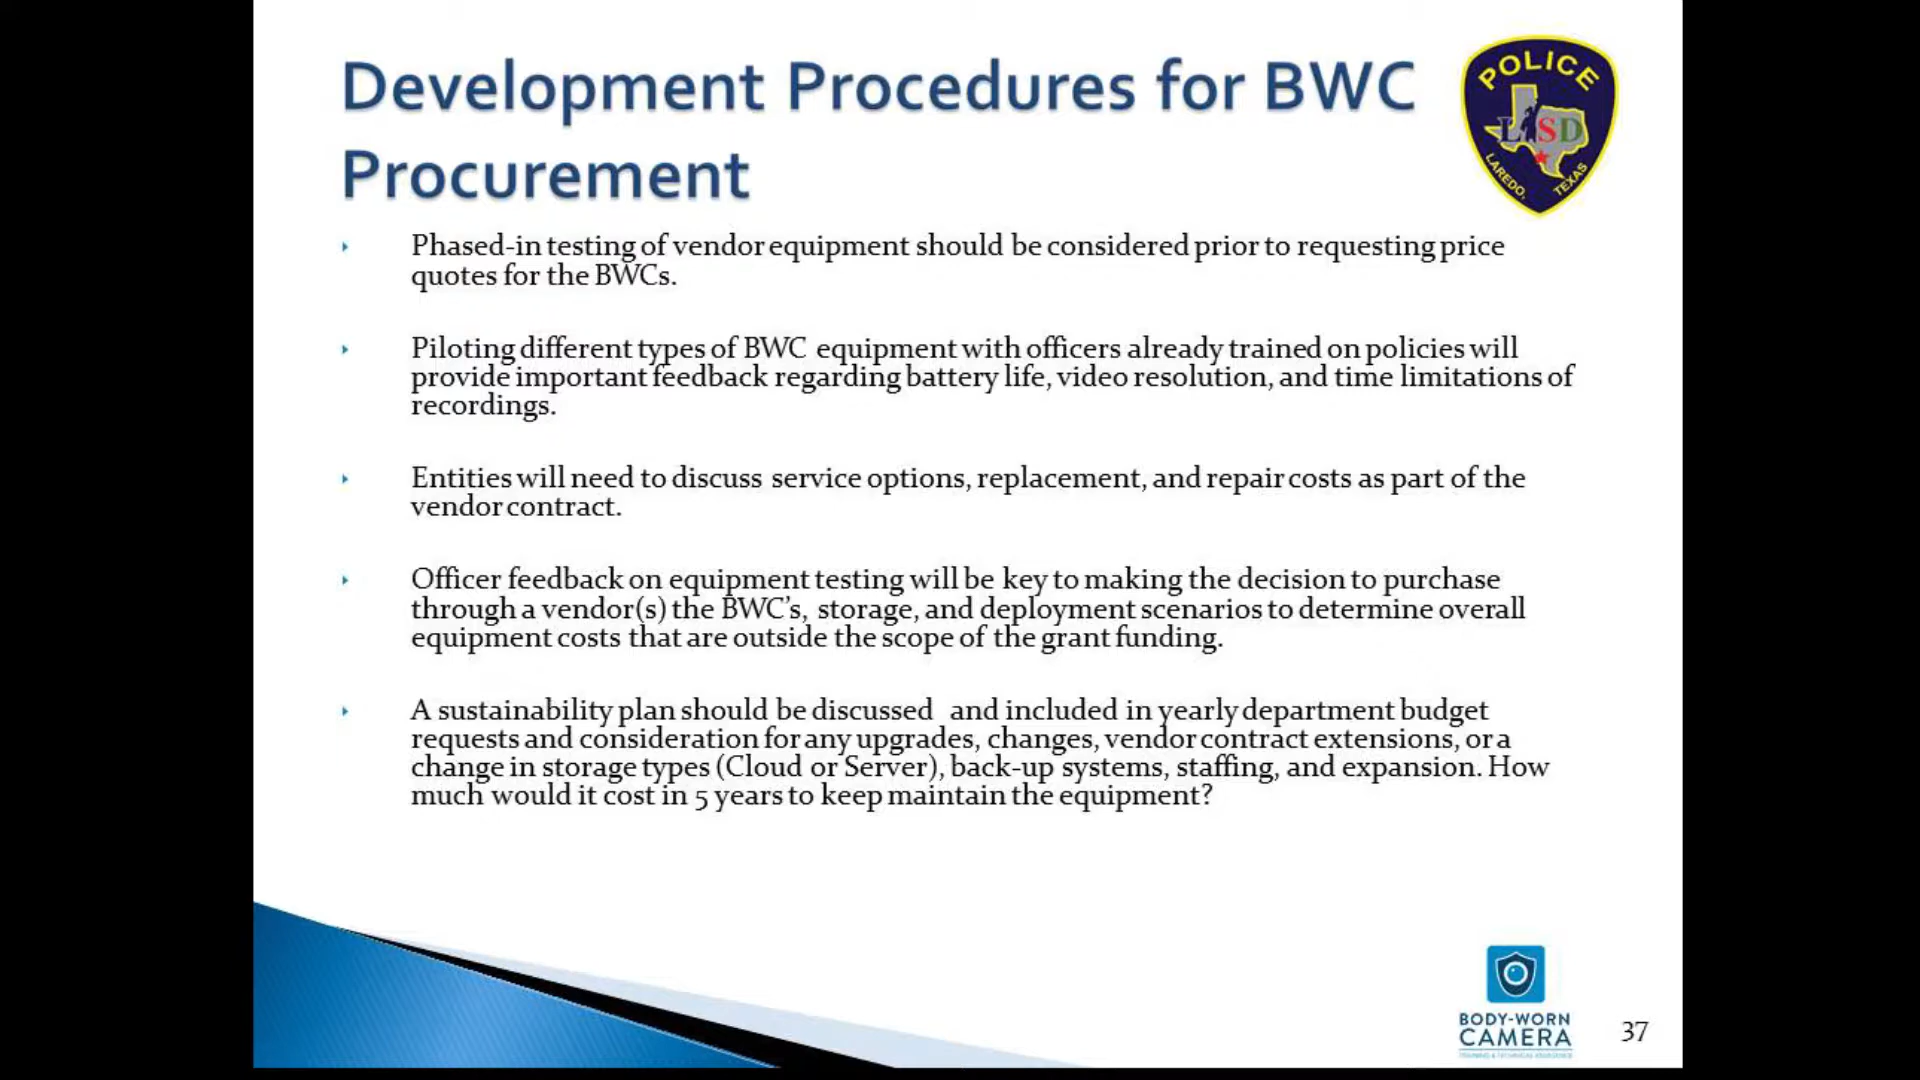 Development Procedures for BWC
Procurement
POLICE
LISD
LAREDO,
TEXAS
Phased-in testing of vendor equipment should be considered prior to requesting price
quotes for the BWCs.
Piloting different types of BWC equipment with officers already trained on policies will
provide important feedback regarding battery life, video resolution, and time limitations of
recordings.
Entities will need to discuss service options, replacement, and repair costs as part of the
vendor contract.
Officer feedback on equipment testing will be key to making the decision to purchase
through a vendor(s) the BWC's, storage, and deployment scenarios to determine overall
equipment costs that are outside the scope of the grant funding.
A sustainability plan should be discussed and included in yearly department budget
requests and consideration for any upgrades, changes, vendor contract extensions, or a
change in storage types (Cloud or Server), back-up systems, staffing, and expansion. How
much would it cost in 5 years to keep maintain the equipment?
BODY-WORN
CAMERA
TRAINING & TECHNICAL ASSISTANCE
37